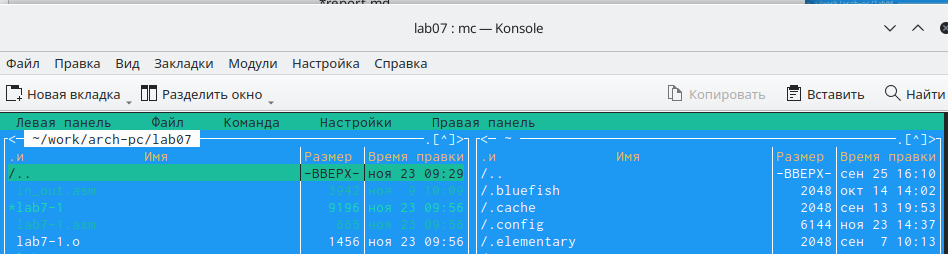 *report.md
lab07 : mc — Konsole
Файл Правка Вид Закладки Модули Настройка Справка
Новая вкладка Разделить окно Копировать Вставить Найти
Левая панель Файл Команда Настройки Правая панель
<— ~/work/arch-pc/lab07 .[^]> <— ~ .[^]>
.и Имя Размер Время правки .и Имя Размер Время правки
/.. -ВВЕРХ- ноя 23 09:29 /.. -ВВЕРХ- сен 25 16:10
in_out.asm 3942 ноя 9 10:09 /.bluefish 2048 окт 14 14:02
*lab7-1 9196 ноя 23 09:56 /.cache 2048 сен 13 19:53
lab7-1.asm ноя 23 09:56 /.config 6144 ноя 23 14:37
lab7-1.o 1456 ноя 23 09:56 /.elementary 2048 сен 7 10:13